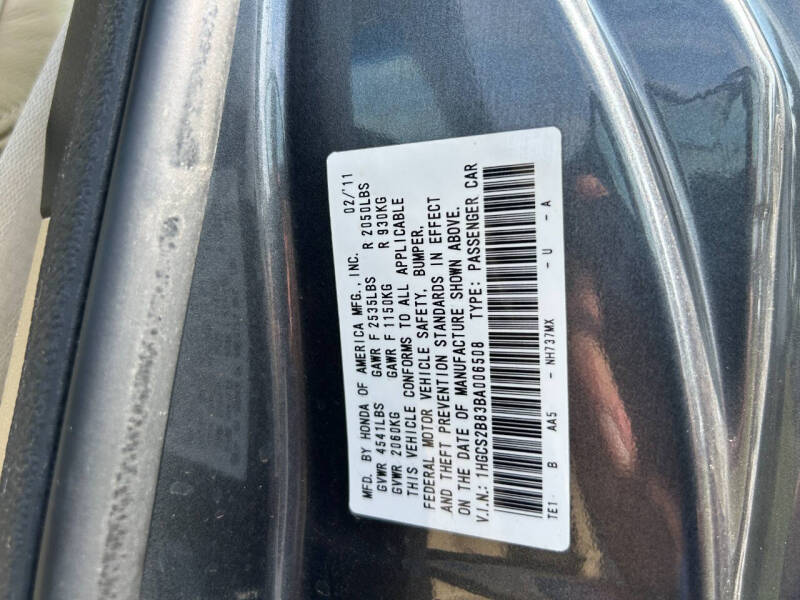 MFD. BY HONDA OF AMERICA MFG., INC. 02/'11
GVWR 4541LBS GAWR F 2535LBS R 2050LBS
GVWR 2060KG GAWR F 1150KG R 930KG
THIS VEHICLE CONFORMS TO ALL APPLICABLE
FEDERAL MOTOR VEHICLE SAFETY, BUMPER,
AND THEFT PREVENTION STANDARDS IN EFFECT
ON THE DATE OF MANUFACTURE SHOWN ABOVE.
V.I.N.: 1HGCS2B83BA006508 TYPE: PASSENGER CAR
TE1- B AA5 - NH737MX - U - A